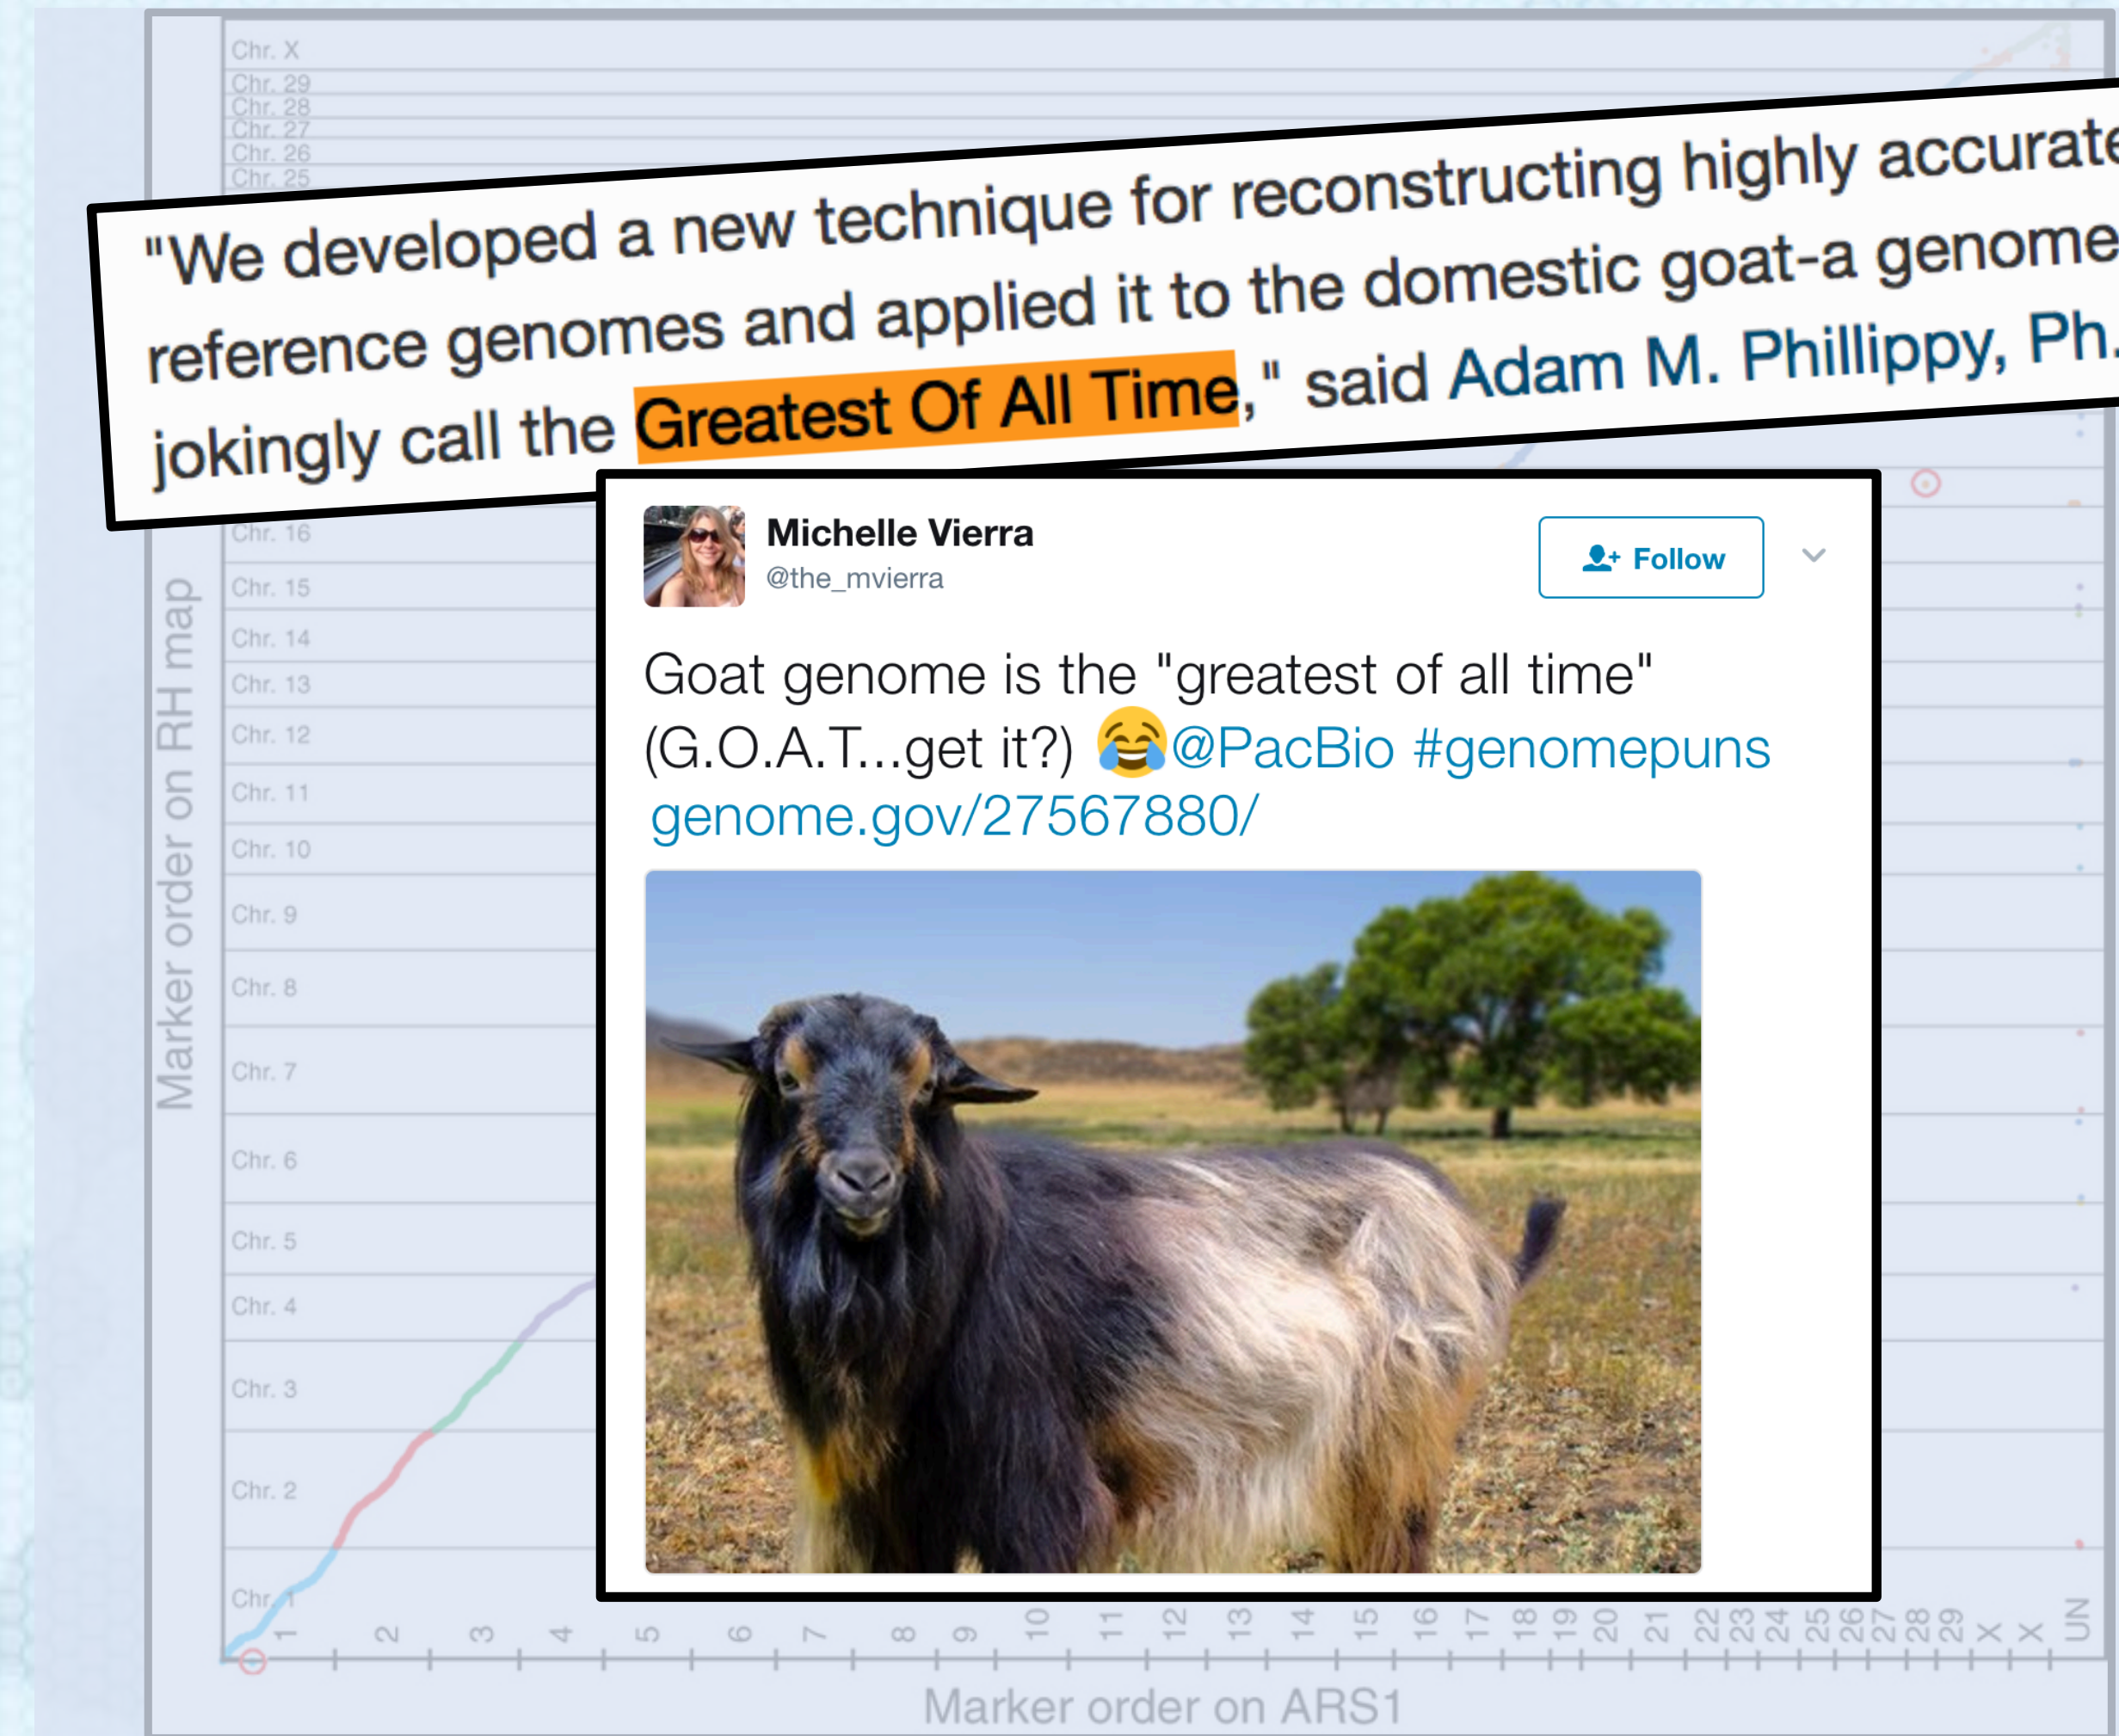 Chr. X
Chr. 29
Chr. 28
Chr. 27
Chr. 26
Chr. 25
"We developed a new technique for reconstructing highly accurate
reference genomes and applied it to the domestic goat-a genome
jokingly call the Greatest Of All Time," said Adam M. Phillippy, Ph.
Michelle Vierra
@the_mvierra
Follow
Goat genome is the "greatest of all time"
(G.O.A.T...get it?) 😂@PacBio #genomepuns
genome.gov/27567880/
Marker order on RH map
Chr. 16
Chr. 15
Chr. 14
Chr. 13
Chr. 12
Chr. 11
Chr. 10
Chr. 9
Chr. 8
Chr. 7
Chr. 6
Chr. 5
Chr. 4
Chr. 3
Chr. 2
Chr. 1
1 2 3 4 5 6 7 8 9 10 11 12 13 14 15 16 17 18 19 20 21 22 23 24 25 26 27 28 29 X X UN
Marker order on ARS1